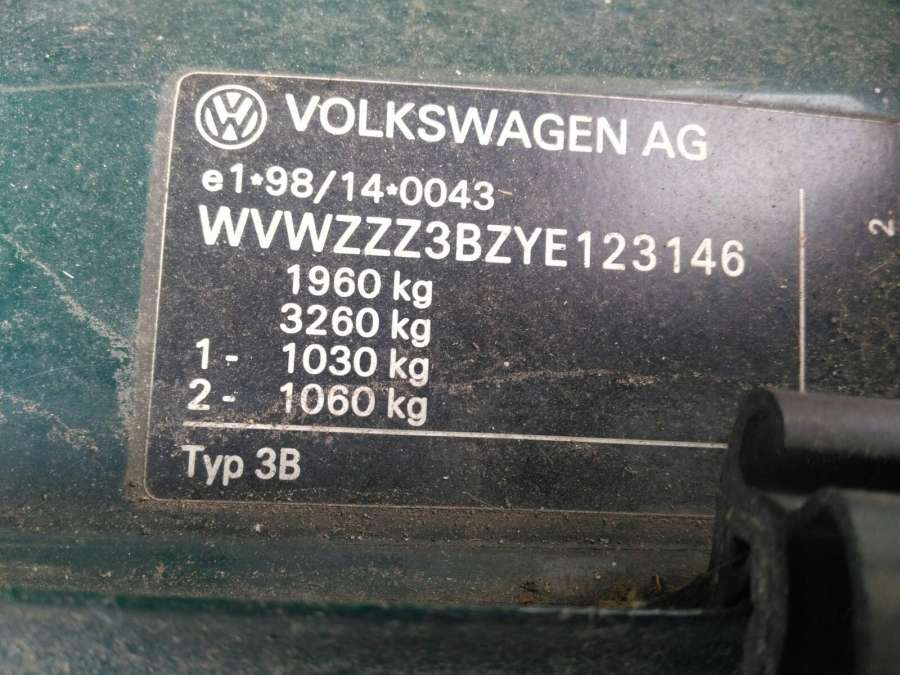 VOLKSWAGEN AG
e1*98/14*0043
WVWZZZ3BZYE123146
1960 kg
3260 kg
1- 1030 kg
2- 1060 kg
Typ 3B
2.